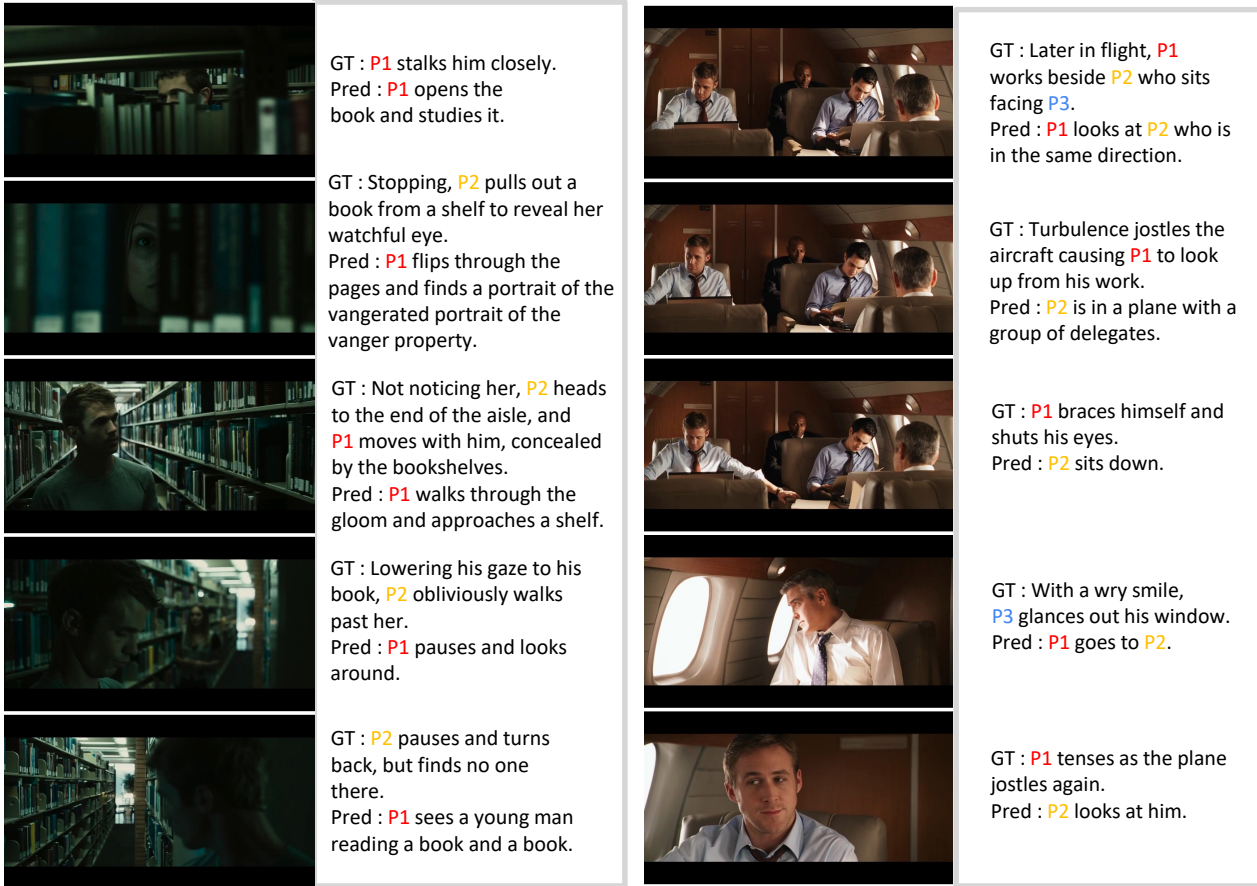 GT : P1 stalks him closely.
Pred : P1 opens the
book and studies it.
GT : Stopping, P2 pulls out a
book from a shelf to reveal her
watchful eye.
Pred : P1 flips through the
pages and finds a portrait of the
vangerated portrait of the
vanger property.
GT : Not noticing her, P2 heads
to the end of the aisle, and
P1 moves with him, concealed
by the bookshelves.
Pred : P1 walks through the
gloom and approaches a shelf.
GT : Lowering his gaze to his
book, P2 obliviously walks
past her.
Pred : P1 pauses and looks
around.
GT : P2 pauses and turns
back, but finds no one
there.
Pred : P1 sees a young man
reading a book and a book.
GT : Later in flight, P1
works beside P2 who sits
facing P3.
Pred : P1 looks at P2 who is
in the same direction.
GT : Turbulence jostles the
aircraft causing P1 to look
up from his work.
Pred : P2 is in a plane with a
group of delegates.
GT : P1 braces himself and
shuts his eyes.
Pred : P2 sits down.
GT : With a wry smile,
P3 glances out his window.
Pred : P1 goes to P2.
GT : P1 tenses as the plane
jostles again.
Pred : P2 looks at him.